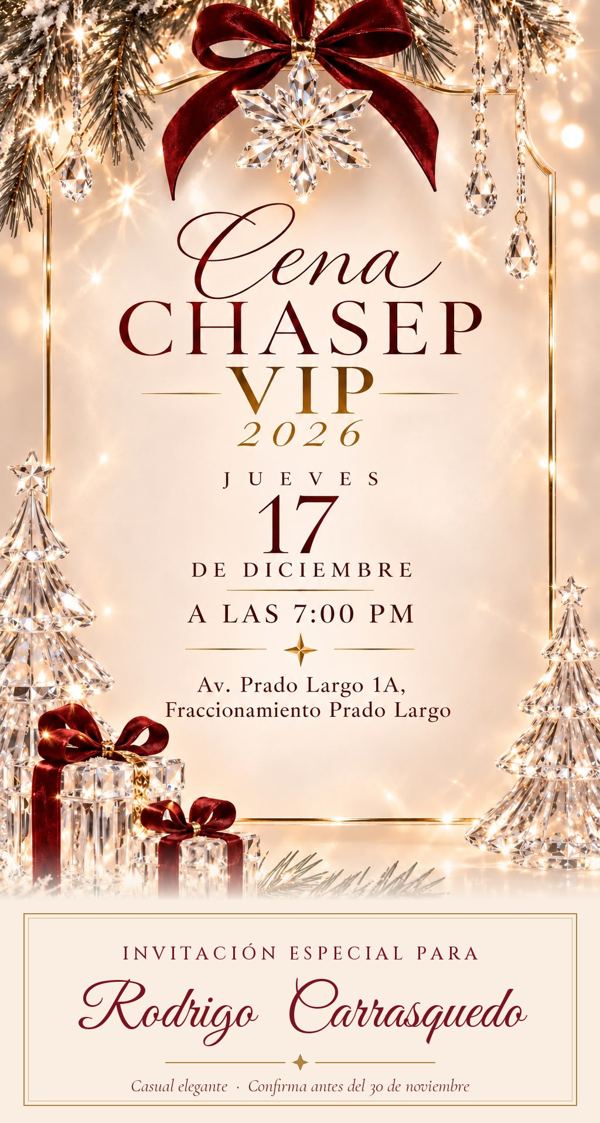 Cena
CHASEP
VIP
2026
JUEVES
17
DE DICIEMBRE
A LAS 7:00 PM
Av. Prado Largo 1A,
Fraccionamiento Prado Largo
INVITACIÓN ESPECIAL PARA
Rodrigo Carrasquedo
Casual elegante · Confirma antes del 30 de noviembre